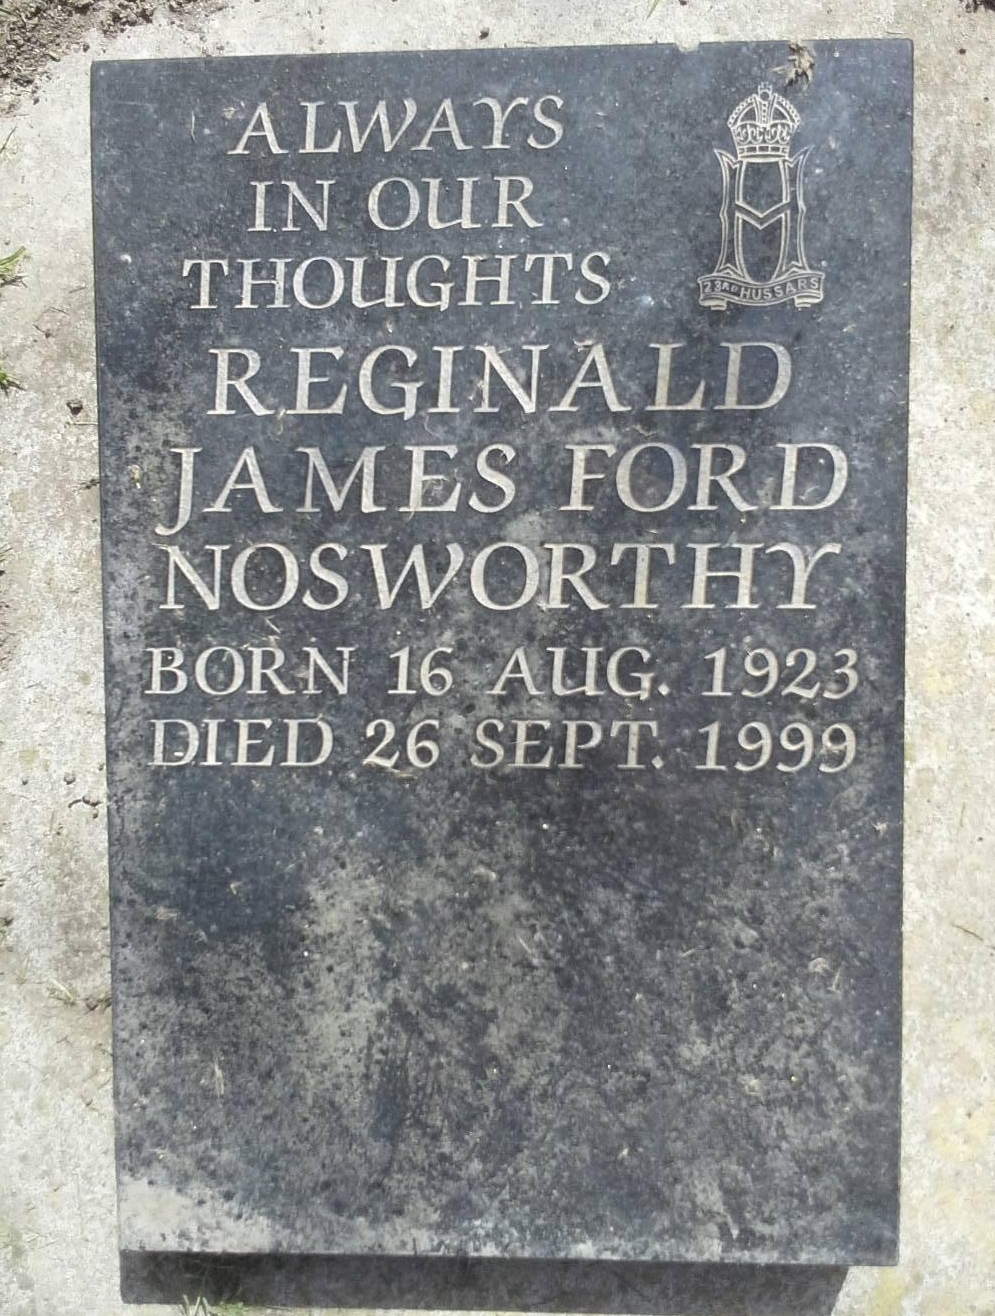 ALWAYS
IN OUR
THOUGHTS
23RD HUSSARS
REGINALD
JAMES FORD
NOSWORTHY
BORN 16 AUG. 1923
DIED 26 SEPT. 1999